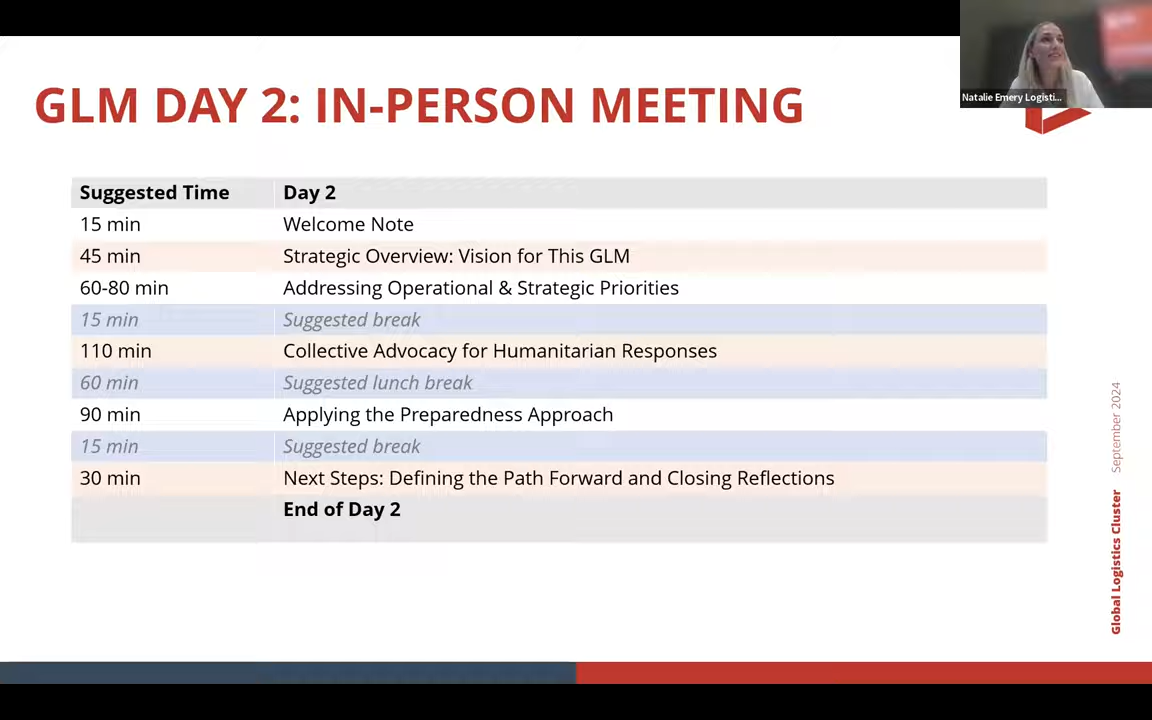 GLM DAY 2: IN-PERSON MEETING
Natalie Emery Logisti...
Suggested Time Day 2
15 min Welcome Note
45 min Strategic Overview: Vision for This GLM
60-80 min Addressing Operational & Strategic Priorities
15 min Suggested break
110 min Collective Advocacy for Humanitarian Responses
60 min Suggested lunch break
90 min Applying the Preparedness Approach
15 min Suggested break
30 min Next Steps: Defining the Path Forward and Closing Reflections
End of Day 2
Global Logistics Cluster September 2024